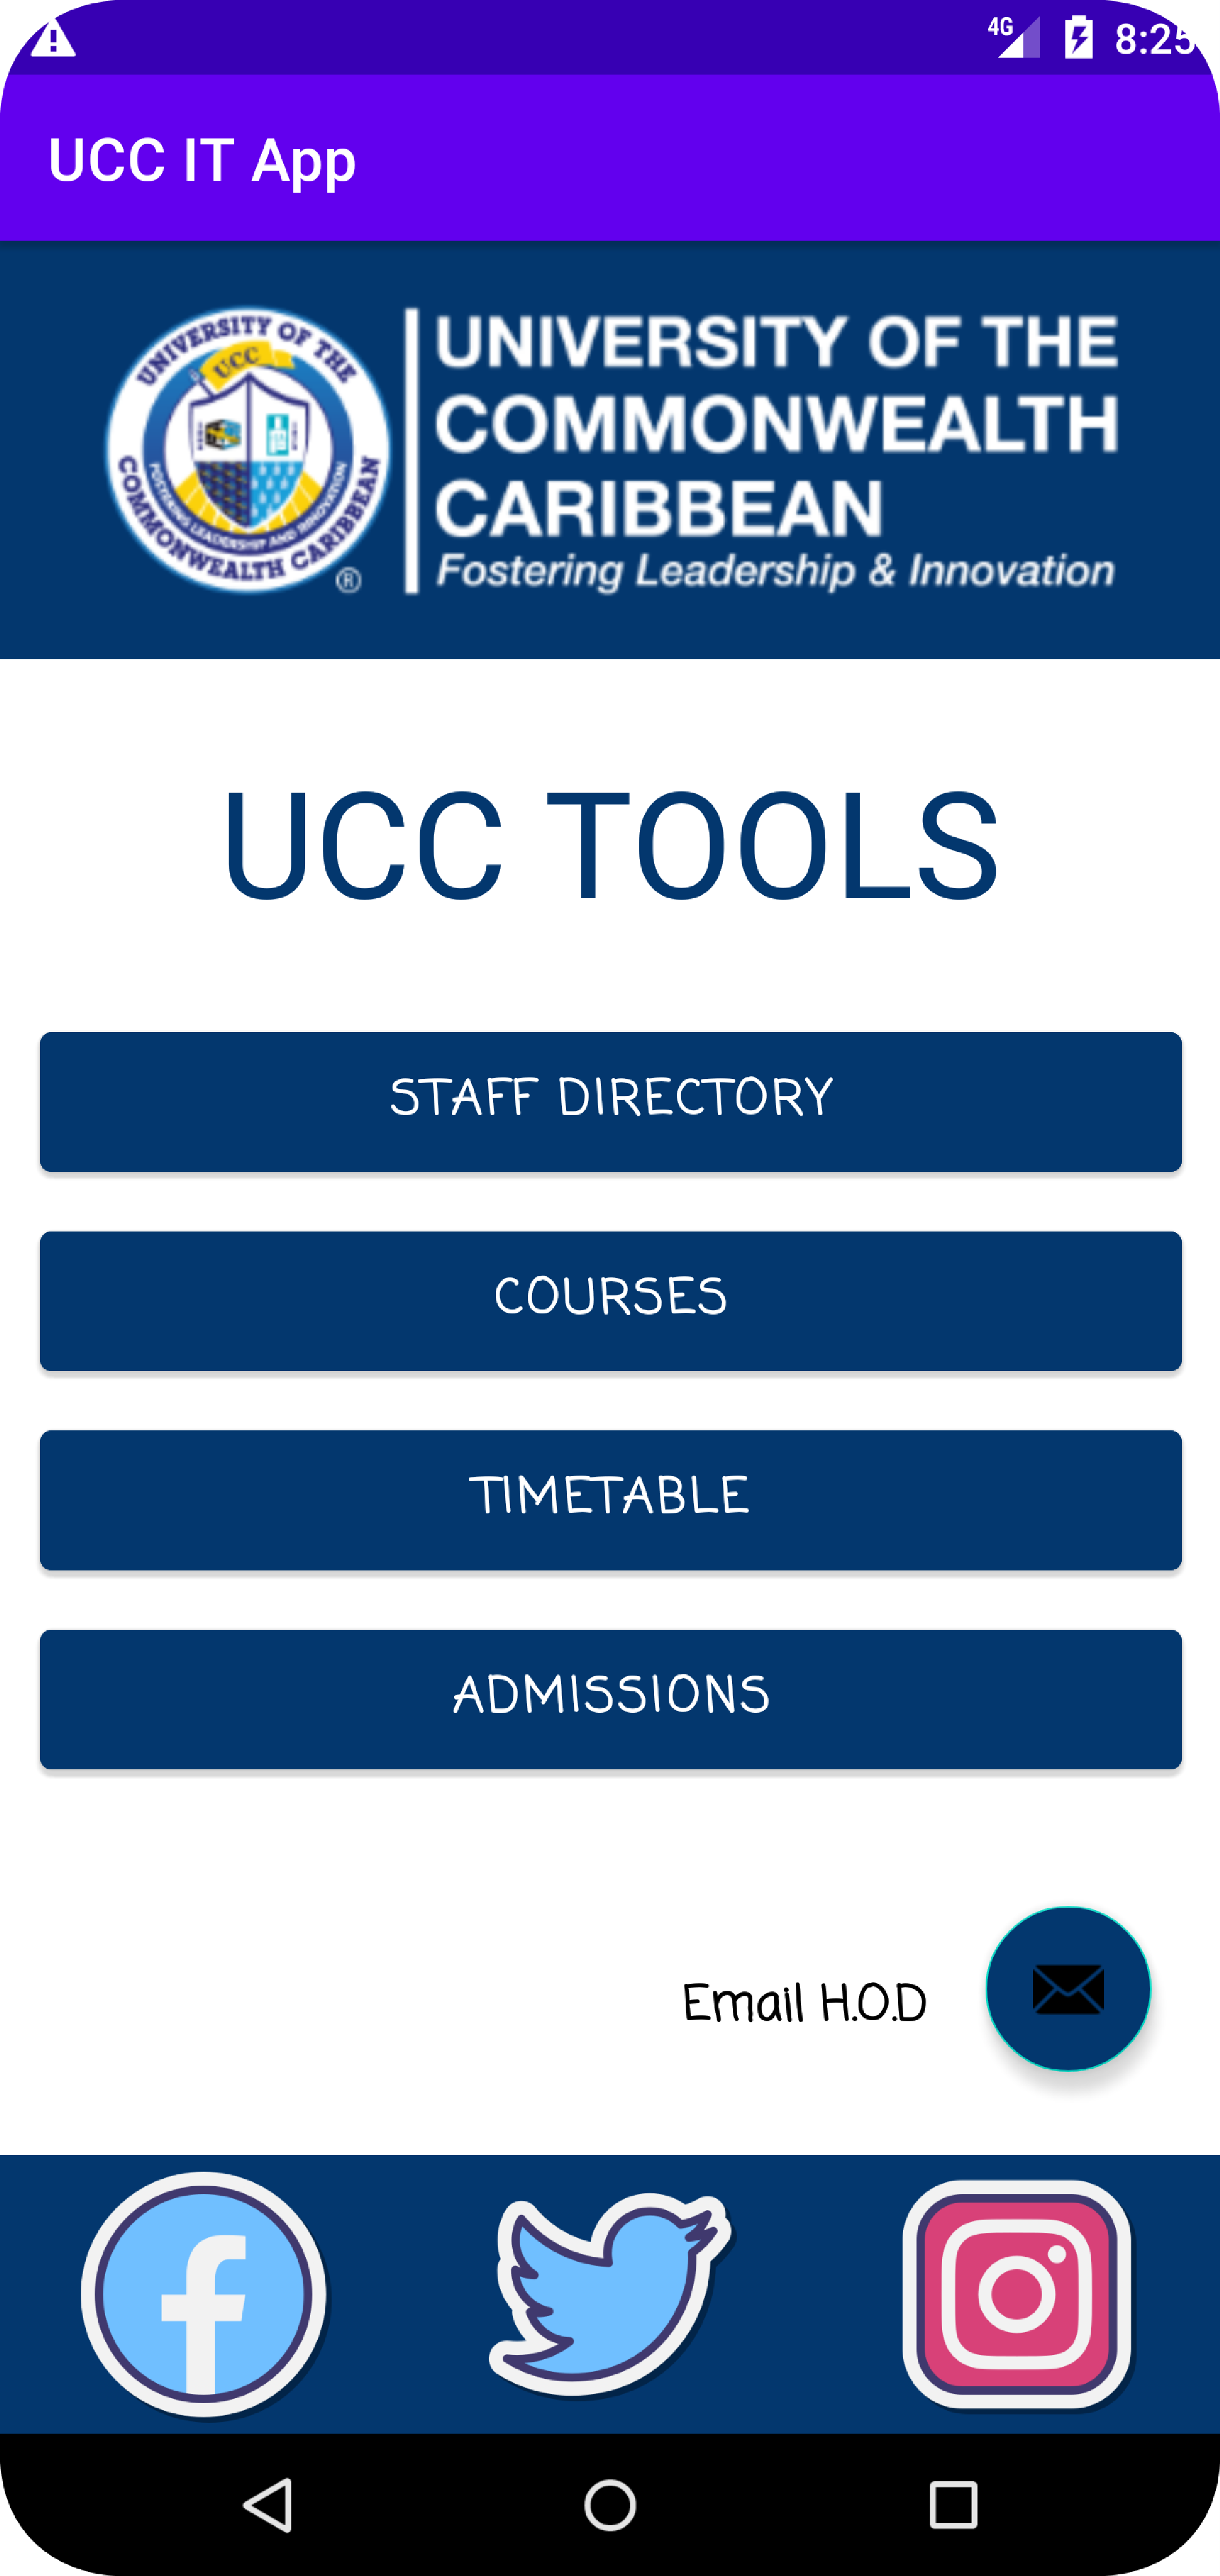 4G 8:25
UCC IT App
UNIVERSITY OF THE
COMMONWEALTH CARIBBEAN
UCC
FOSTERING LEADERSHIP AND INNOVATION
®
UNIVERSITY OF THE
COMMONWEALTH
CARIBBEAN
Fostering Leadership & Innovation
UCC TOOLS
STAFF DIRECTORY
COURSES
TIMETABLE
ADMISSIONS
Email H.O.D